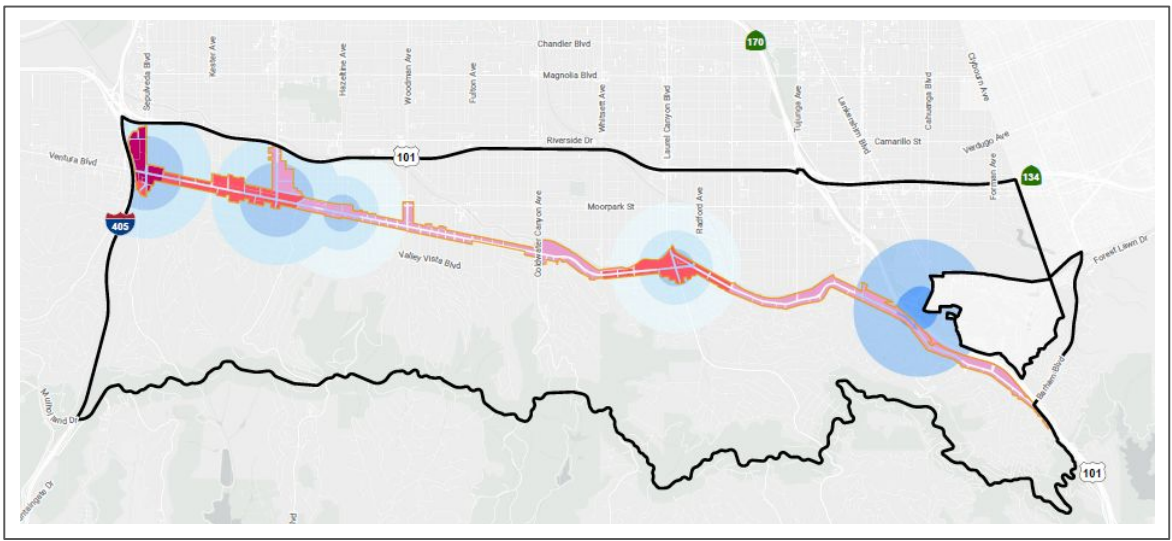 170
Chandler Blvd
Magnolia Blvd
Sepulveda Blvd
Kester Ave
Hazeltine Ave
Woodman Ave
Fulton Ave
Whitsett Ave
Laurel Canyon Blvd
Tujunga Ave
Lankershim Blvd
Cahuenga Blvd
Clybourn Ave
Riverside Dr
Camarillo St
Verdugo Ave
Ventura Blvd
101
134
Forman Ave
405
Moorpark St
Radford Ave
Coldwater Canyon Ave
Valley Vista Blvd
Forest Lawn Dr
Barham Blvd
Mulholland Dr
101
lvd